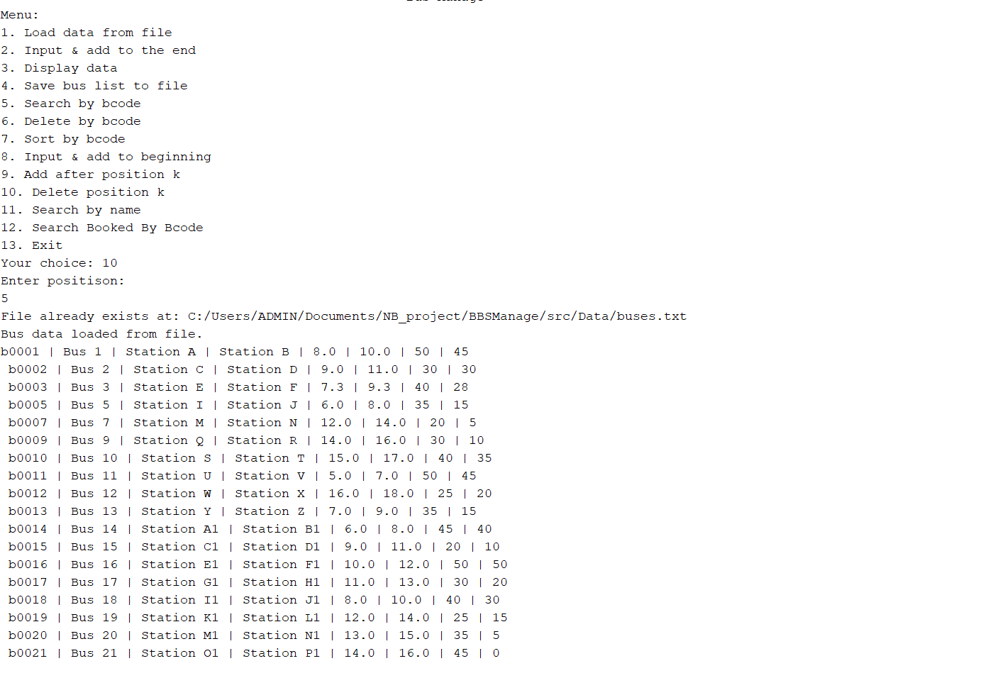 Menu:
1. Load data from file
2. Input & add to the end
3. Display data
4. Save bus list to file
5. Search by bcode
6. Delete by bcode
7. Sort by bcode
8. Input & add to beginning
9. Add after position k
10. Delete position k
11. Search by name
12. Search Booked By Bcode
13. Exit
Your choice: 10
Enter positison:
5
File already exists at: C:/Users/ADMIN/Documents/NB_project/BBSManage/src/Data/buses.txt
Bus data loaded from file.
b0001 | Bus 1 | Station A | Station B | 8.0 | 10.0 | 50 | 45
b0002 | Bus 2 | Station C | Station D | 9.0 | 11.0 | 30 | 30
b0003 | Bus 3 | Station E | Station F | 7.3 | 9.3 | 40 | 28
b0005 | Bus 5 | Station I | Station J | 6.0 | 8.0 | 35 | 15
b0007 | Bus 7 | Station M | Station N | 12.0 | 14.0 | 20 | 5
b0009 | Bus 9 | Station Q | Station R | 14.0 | 16.0 | 30 | 10
b0010 | Bus 10 | Station S | Station T | 15.0 | 17.0 | 40 | 35
b0011 | Bus 11 | Station U | Station V | 5.0 | 7.0 | 50 | 45
b0012 | Bus 12 | Station W | Station X | 16.0 | 18.0 | 25 | 20
b0013 | Bus 13 | Station Y | Station Z | 7.0 | 9.0 | 35 | 15
b0014 | Bus 14 | Station A1 | Station B1 | 6.0 | 8.0 | 45 | 40
b0015 | Bus 15 | Station C1 | Station D1 | 9.0 | 11.0 | 20 | 10
b0016 | Bus 16 | Station E1 | Station F1 | 10.0 | 12.0 | 50 | 50
b0017 | Bus 17 | Station G1 | Station H1 | 11.0 | 13.0 | 30 | 20
b0018 | Bus 18 | Station I1 | Station J1 | 8.0 | 10.0 | 40 | 30
b0019 | Bus 19 | Station K1 | Station L1 | 12.0 | 14.0 | 25 | 15
b0020 | Bus 20 | Station M1 | Station N1 | 13.0 | 15.0 | 35 | 5
b0021 | Bus 21 | Station O1 | Station P1 | 14.0 | 16.0 | 45 | 0